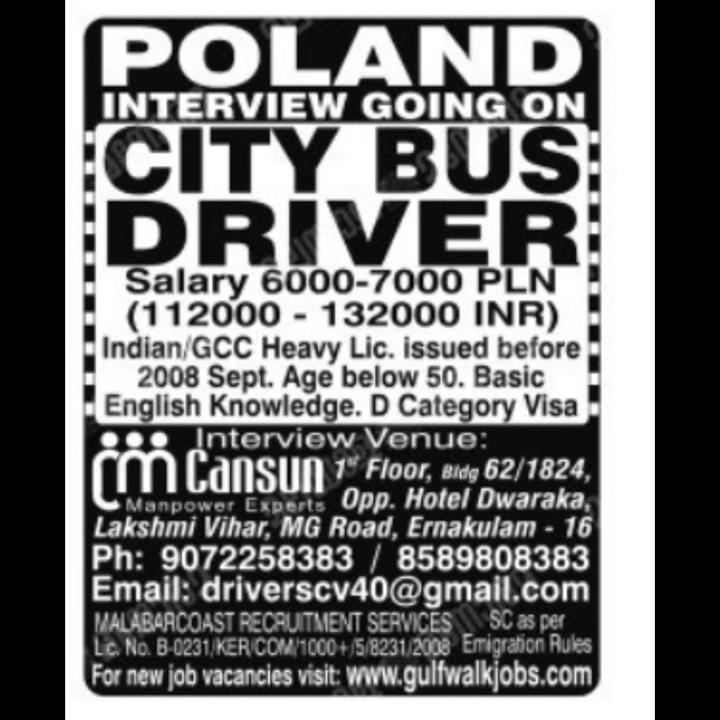 POLAND
INTERVIEW GOING ON
CITY BUS
DRIVER
Salary 6000-7000 PLN
(112000 - 132000 INR)
Indian/GCC Heavy Lic. issued before
2008 Sept. Age below 50. Basic
English Knowledge. D Category Visa
Interview Venue:
cm Cansun 1st Floor, Bldg 62/1824,
Manpower Experts Opp. Hotel Dwaraka,
Lakshmi Vihar, MG Road, Ernakulam - 16
Ph: 9072258383 / 8589808383
Email: driverscv40@gmail.com
MALABARCOAST RECRUITMENT SERVICES SC as per
Lic. No. B-0231/KER/COM/1000+/5/8231/2008 Emigration Rules
For new job vacancies visit: www.gulfwalkjobs.com